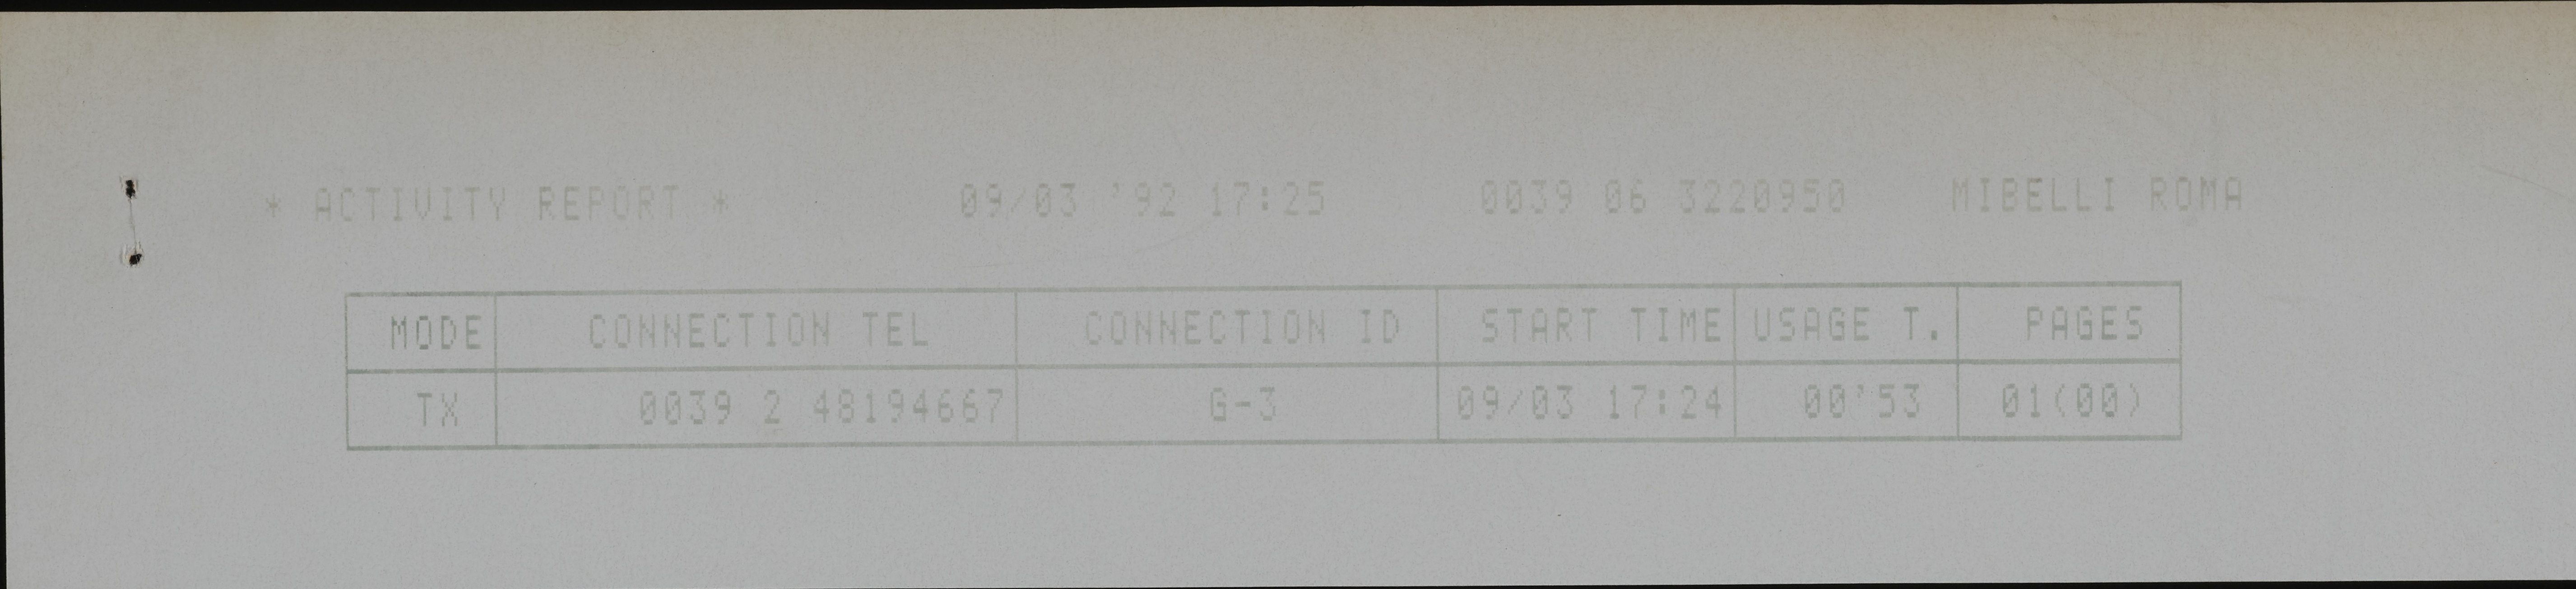 * ACTIVITY REPORT * 09/03 '92 17:25 0039 06 3220950 MIBELLI ROMA
MODE CONNECTION TEL CONNECTION ID START TIME USAGE T. PAGES
TX 0039 2 48194667 G-3 09/03 17:24 00'53 01(00)